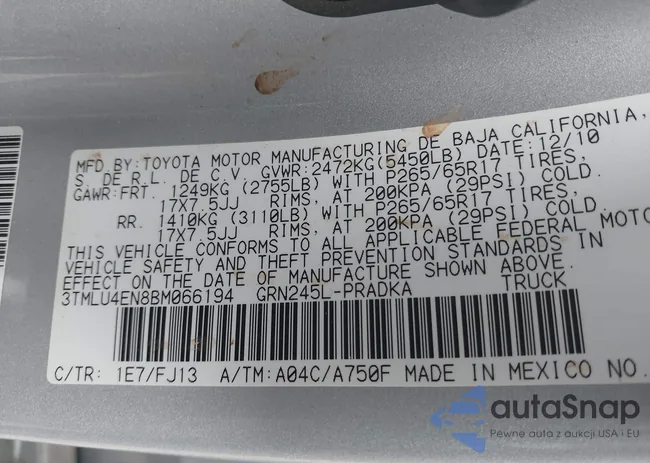 MFD BY: TOYOTA MOTOR MANUFACTURING DE BAJA CALIFORNIA,
S. DE R.L. DE C.V. GVWR: 2472KG(5450LB) DATE: 12/10
GAWR: FRT. 1249KG (2755LB) WITH P265/65R17 TIRES,
17X7.5JJ RIMS, AT 200KPA (29PSI) COLD.
RR. 1410KG (3110LB) WITH P265/65R17 TIRES,
17X7.5JJ RIMS, AT 200KPA (29PSI) COLD.
THIS VEHICLE CONFORMS TO ALL APPLICABLE FEDERAL MOTO
VEHICLE SAFETY AND THEFT PREVENTION STANDARDS IN
EFFECT ON THE DATE OF MANUFACTURE SHOWN ABOVE.
3TMLU4EN8BM066194 GRN245L-PRADKA TRUCK
C/TR: 1E7/FJ13 A/TM: A04C/A750F MADE IN MEXICO NO.
autaSnap
Pewne auta z aukcji USA i EU